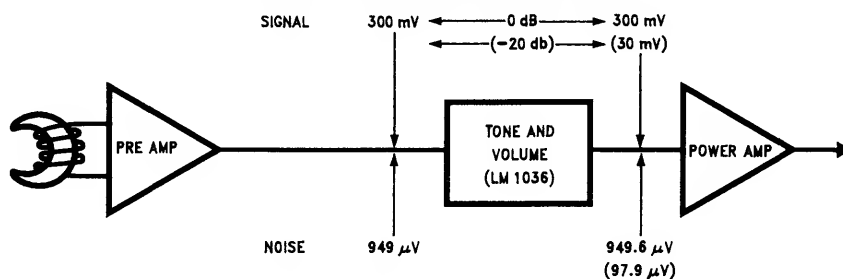 SIGNAL 300 mV 0 dB 300 mV
(-20 db) (30 mV)
PRE AMP
TONE AND
VOLUME
(LM 1036)
POWER AMP
NOISE 949 μV 949.6 μV
(97.9 μV)